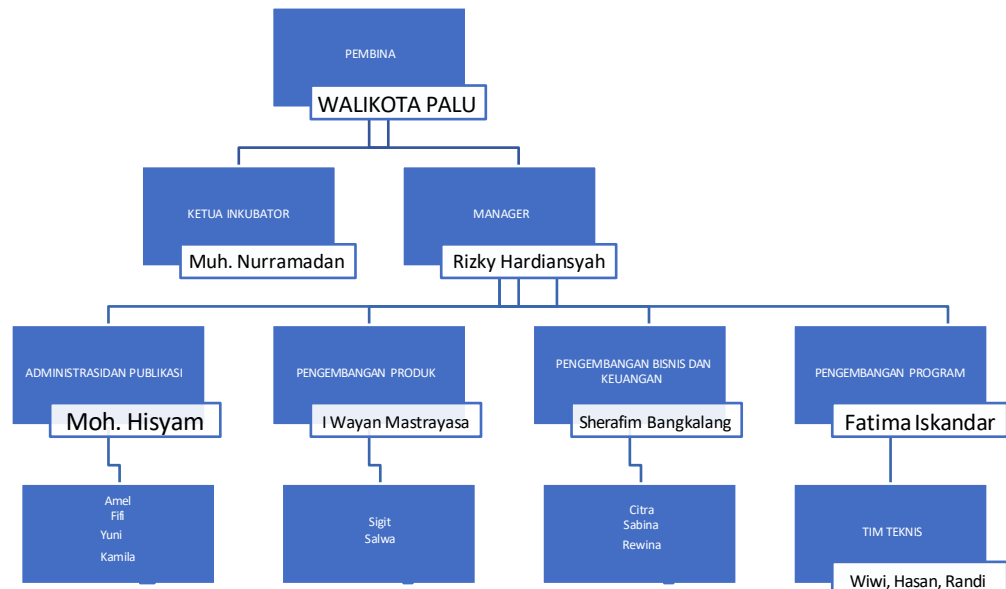 PEMBINA
WALIKOTA PALU
KETUA INKUBATOR
Muh. Nurramadan
MANAGER
Rizky Hardiansyah
ADMINISTRASIDAN PUBLIKASI
Moh. Hisyam
PENGEMBANGAN PRODUK
I Wayan Mastrayasa
PENGEMBANGAN BISNIS DAN
KEUANGAN
Sherafim Bangkalang
PENGEMBANGAN PROGRAM
Fatima Iskandar
Amel
Fifi
Yuni
Kamila
Sigit
Salwa
Citra
Sabina
Rewina
TIM TEKNIS
Wiwi, Hasan, Randi